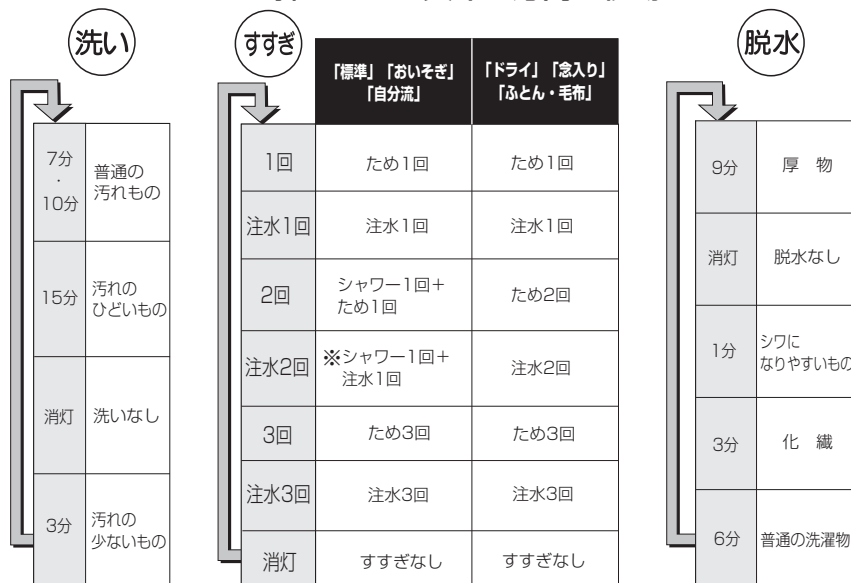 洗い
7分
・
10分
普通の
汚れもの
15分
汚れの
ひどいもの
消灯
洗いなし
3分
汚れの
少ないもの
すすぎ
「標準」「おいそぎ」
「自分流」
「ドライ」「念入り」
「ふとん・毛布」
1回
ため1回
ため1回
注水1回
注水1回
注水1回
2回
シャワー1回+
ため1回
ため2回
注水2回
※シャワー1回+
注水1回
注水2回
3回
ため3回
ため3回
注水3回
注水3回
注水3回
消灯
すすぎなし
すすぎなし
脱水
9分
厚 物
消灯
脱水なし
1分
シワに
なりやすいもの
3分
化 繊
6分
普通の洗濯物